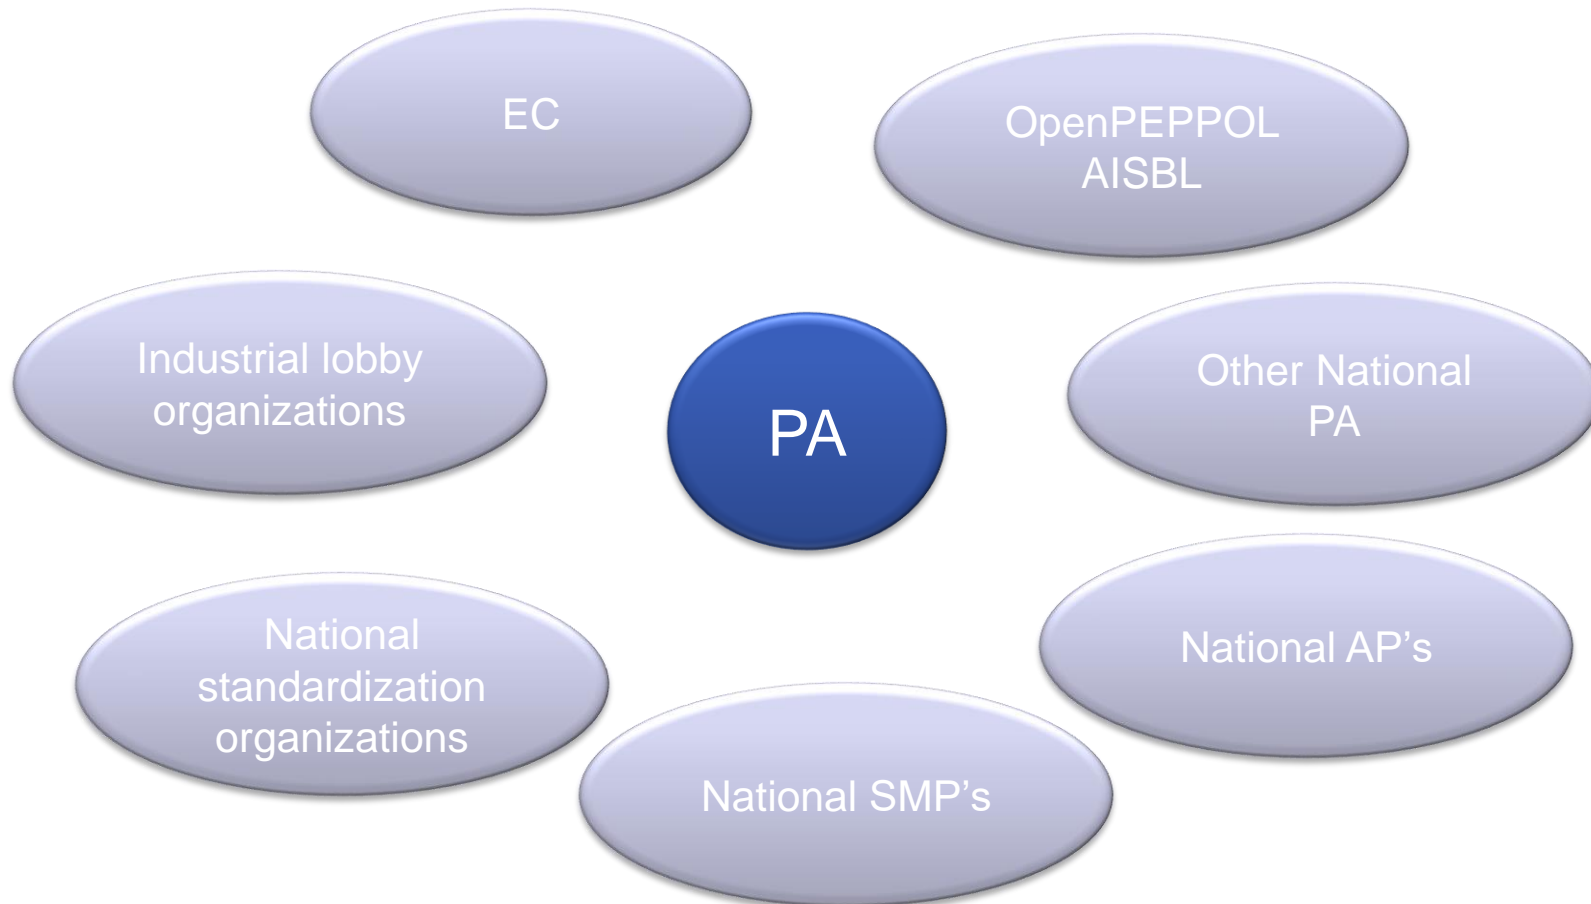 EC
OpenPEPPOL
AISBL
Industrial lobby
organizations
PA
Other National
PA
National
standardization
organizations
National AP’s
National SMP’s